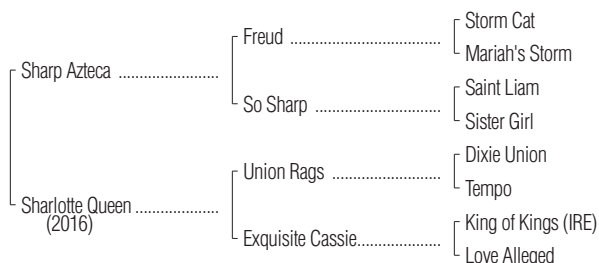 Storm Cat
Freud ........................................
Mariah's Storm
Sharp Azteca ..........................
Saint Liam
So Sharp .................................
Sister Girl
Dixie Union
Union Rags ............................
Tempo
Sharlotte Queen ......................
(2016)
King of Kings (IRE)
Exquisite Cassie.....................
Love Alleged